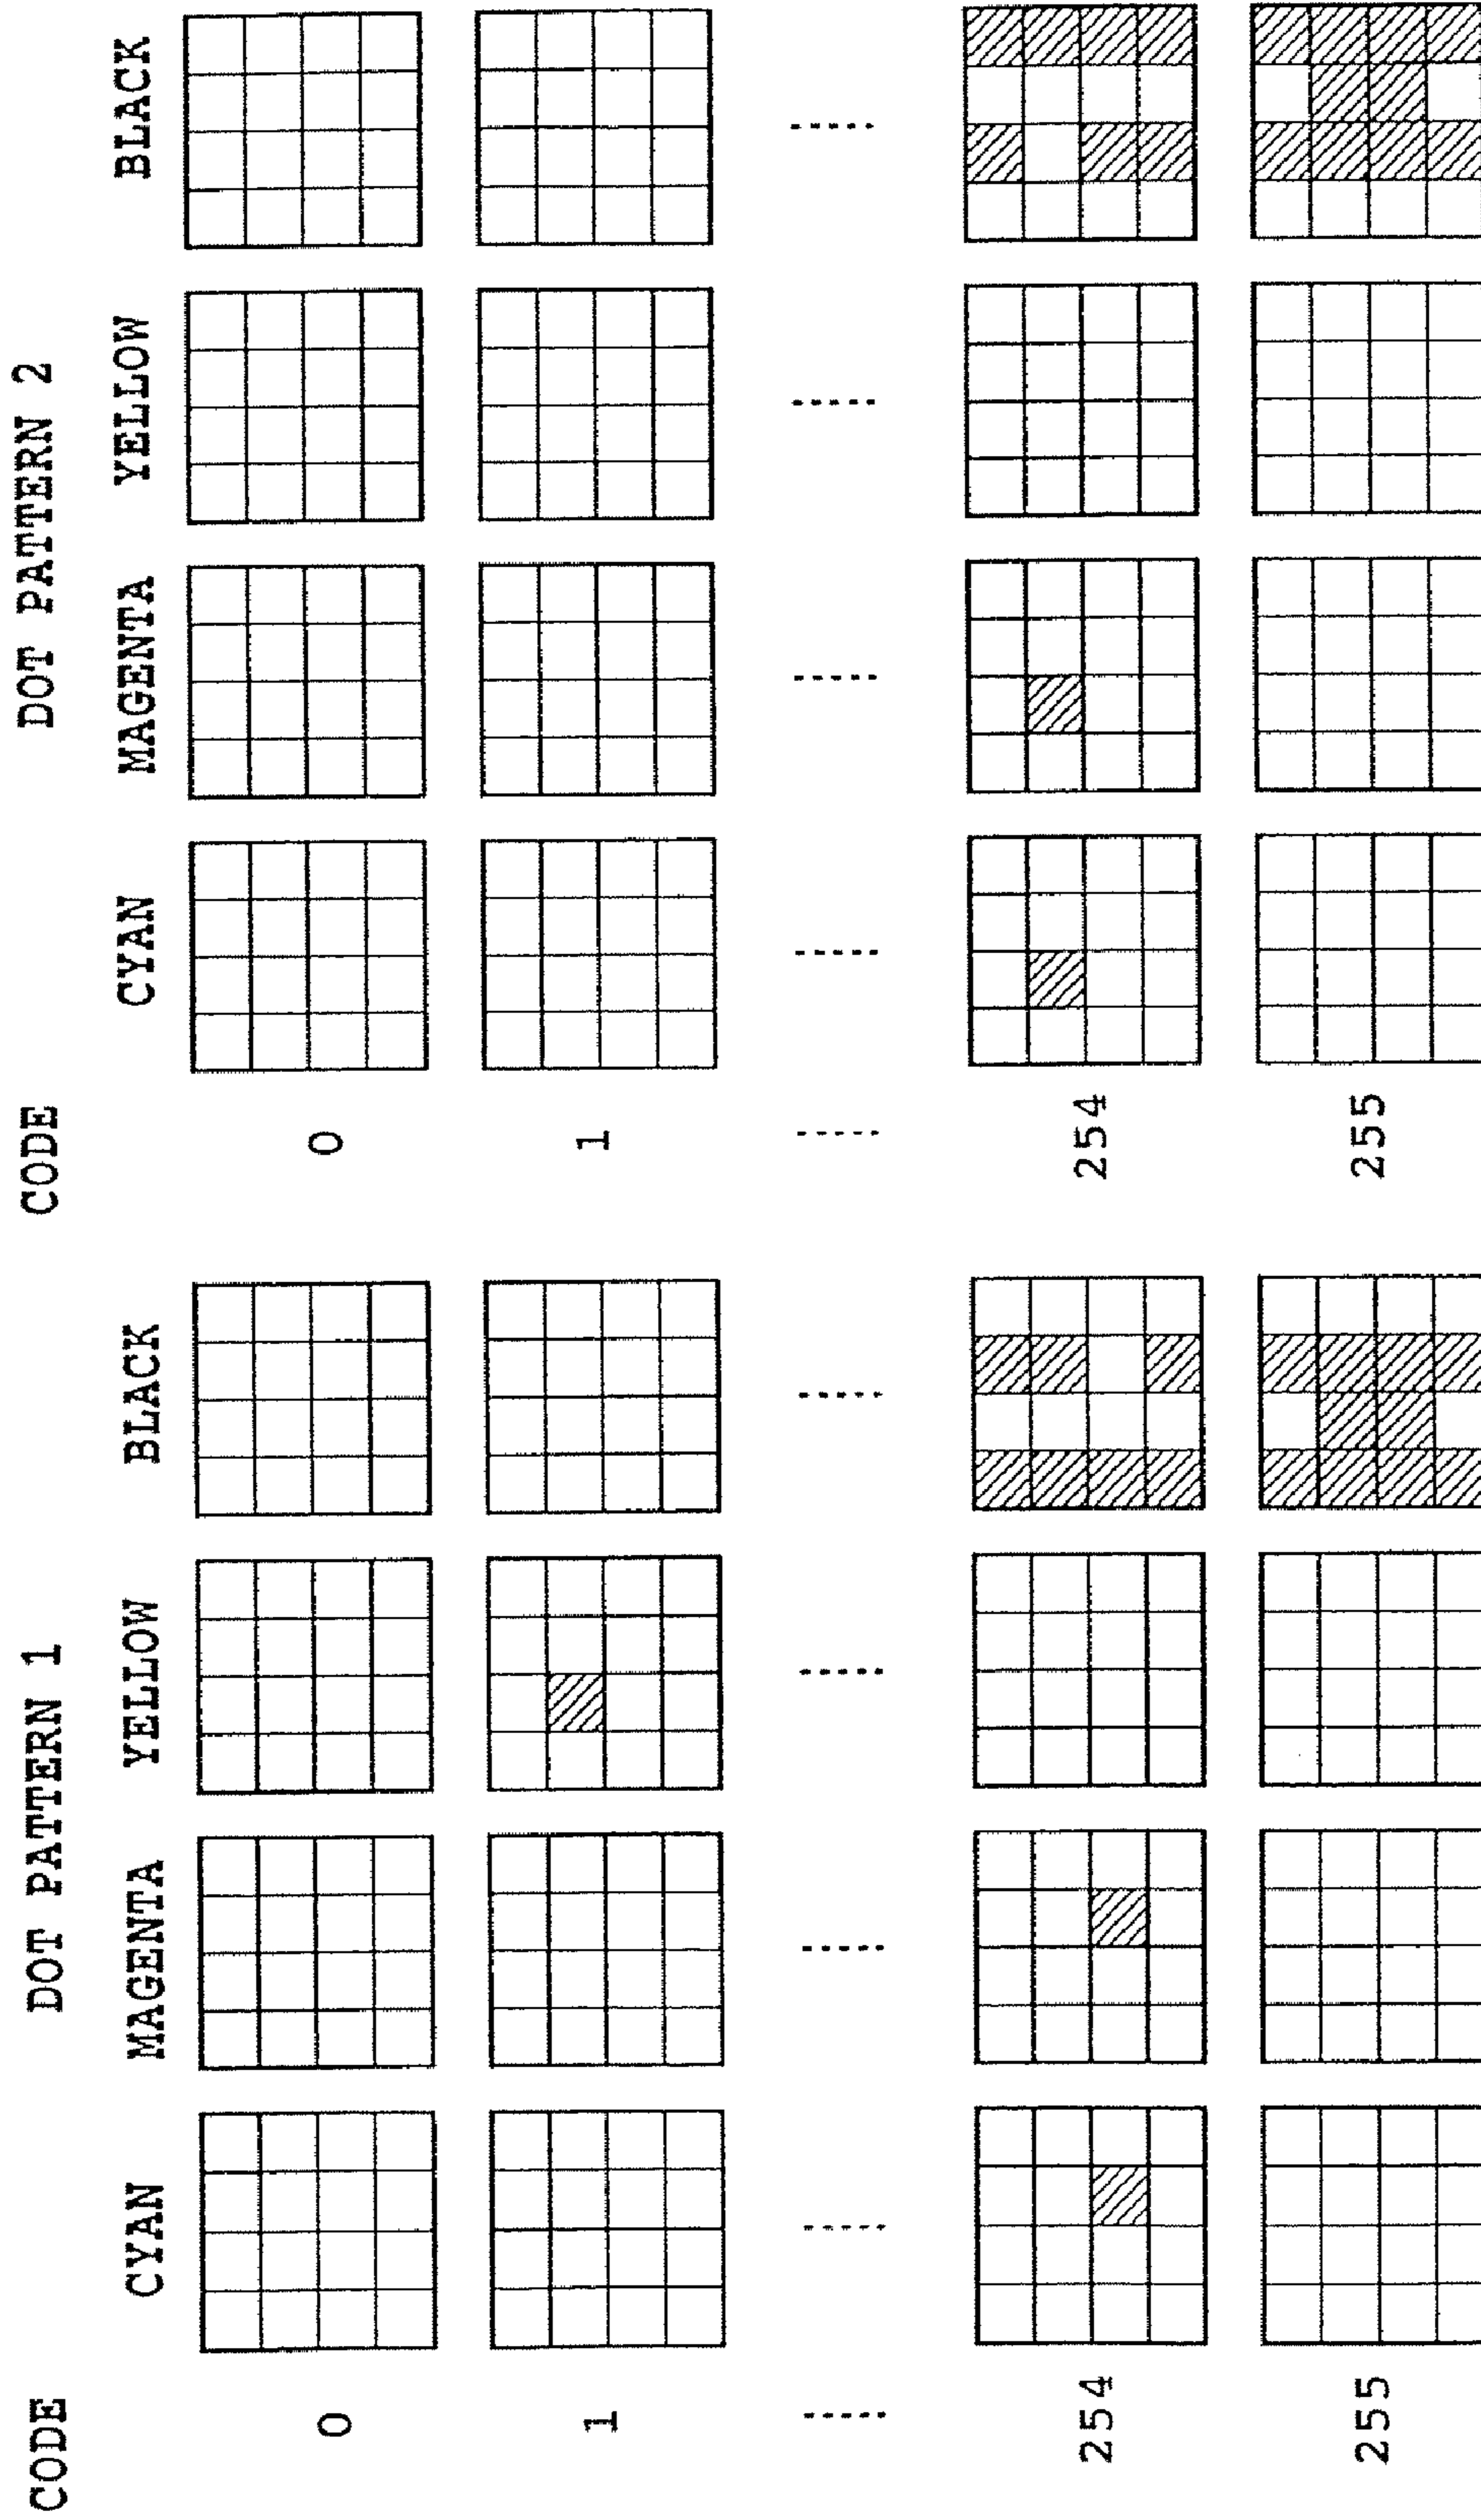 DOT PATTERN 1
DOT PATTERN 2
CODE CYAN MAGENTA YELLOW BLACK
CODE CYAN MAGENTA YELLOW BLACK
0
0
1
1
254
254
255
255